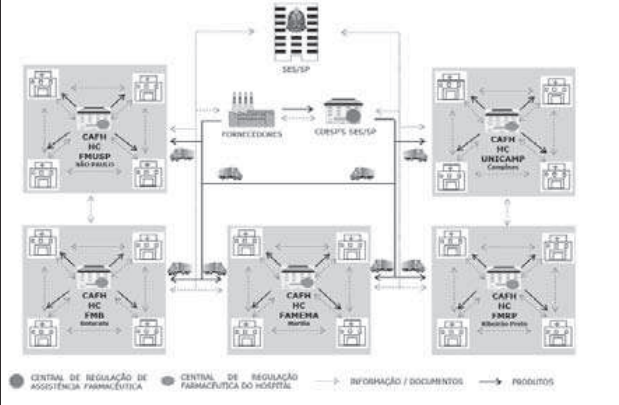 SES/SP
FORNECEDORES
CDESP'S SES/SP
CAFH
HC
FMUSP
SÃO PAULO
CAFH
HC
UNICAMP
Campinas
CAFH
HC
FMB
Botucatu
CAFH
HC
FAMEMA
Marília
CAFH
HC
FMRP
Ribeirão Preto
CENTRAL DE REGULAÇÃO DE
ASSISTÊNCIA FARMACÊUTICA
CENTRAL DE REGULAÇÃO
FARMACÊUTICA DO HOSPITAL
INFORMAÇÃO / DOCUMENTOS
PRODUTOS